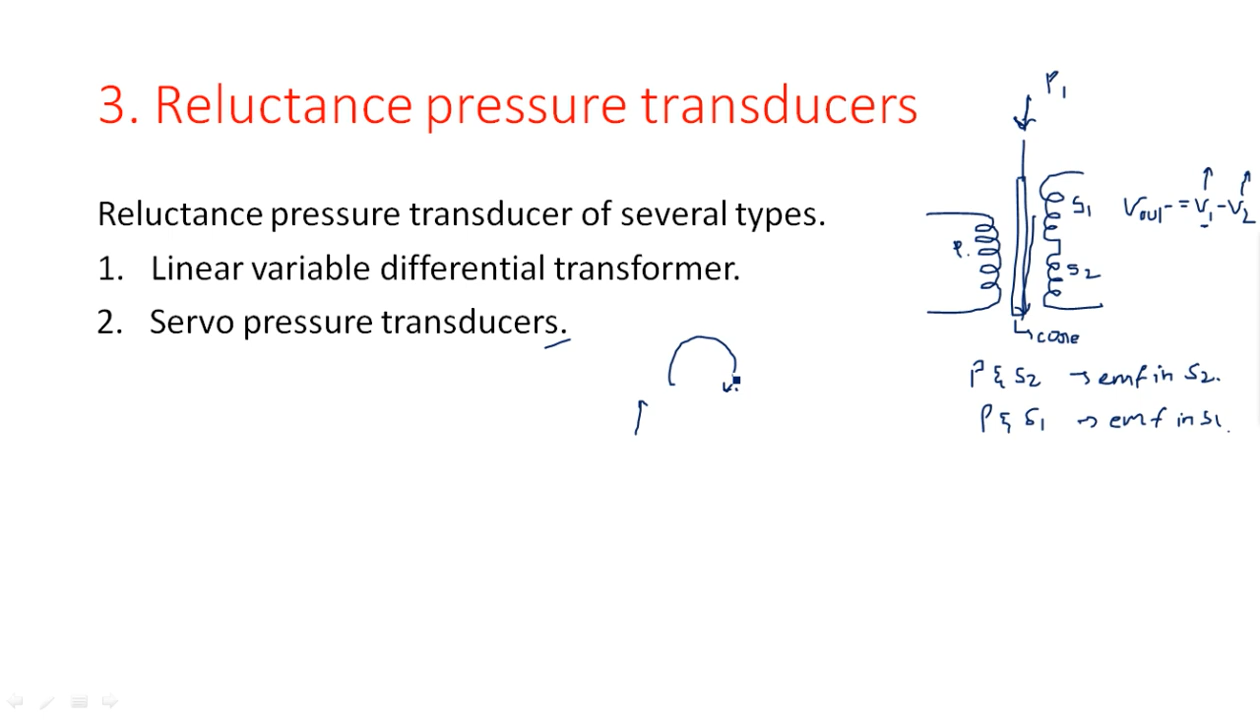 3. Reluctance pressure transducers
Reluctance pressure transducer of several types.
1. Linear variable differential transformer.
2. Servo pressure transducers.
P1
S1
Vout = V1 - V2
P.
S2
core
P & S2 → emf in S2.
P & S1 → emf in S1.